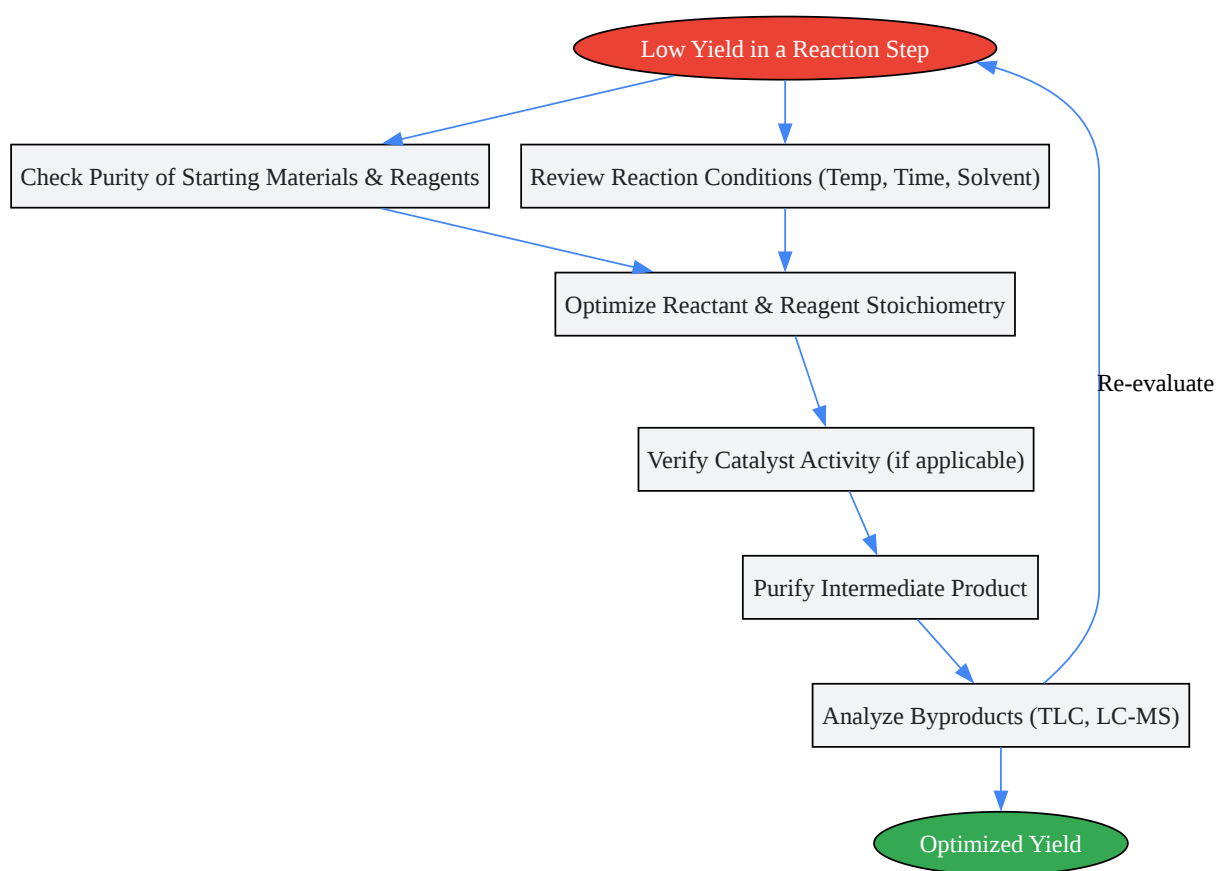 Low Yield in a Reaction Step
Check Purity of Starting Materials & Reagents
Review Reaction Conditions (Temp, Time, Solvent)
Optimize Reactant & Reagent Stoichiometry
Re-evaluate
Verify Catalyst Activity (if applicable)
Purify Intermediate Product
Analyze Byproducts (TLC, LC-MS)
Optimized Yield